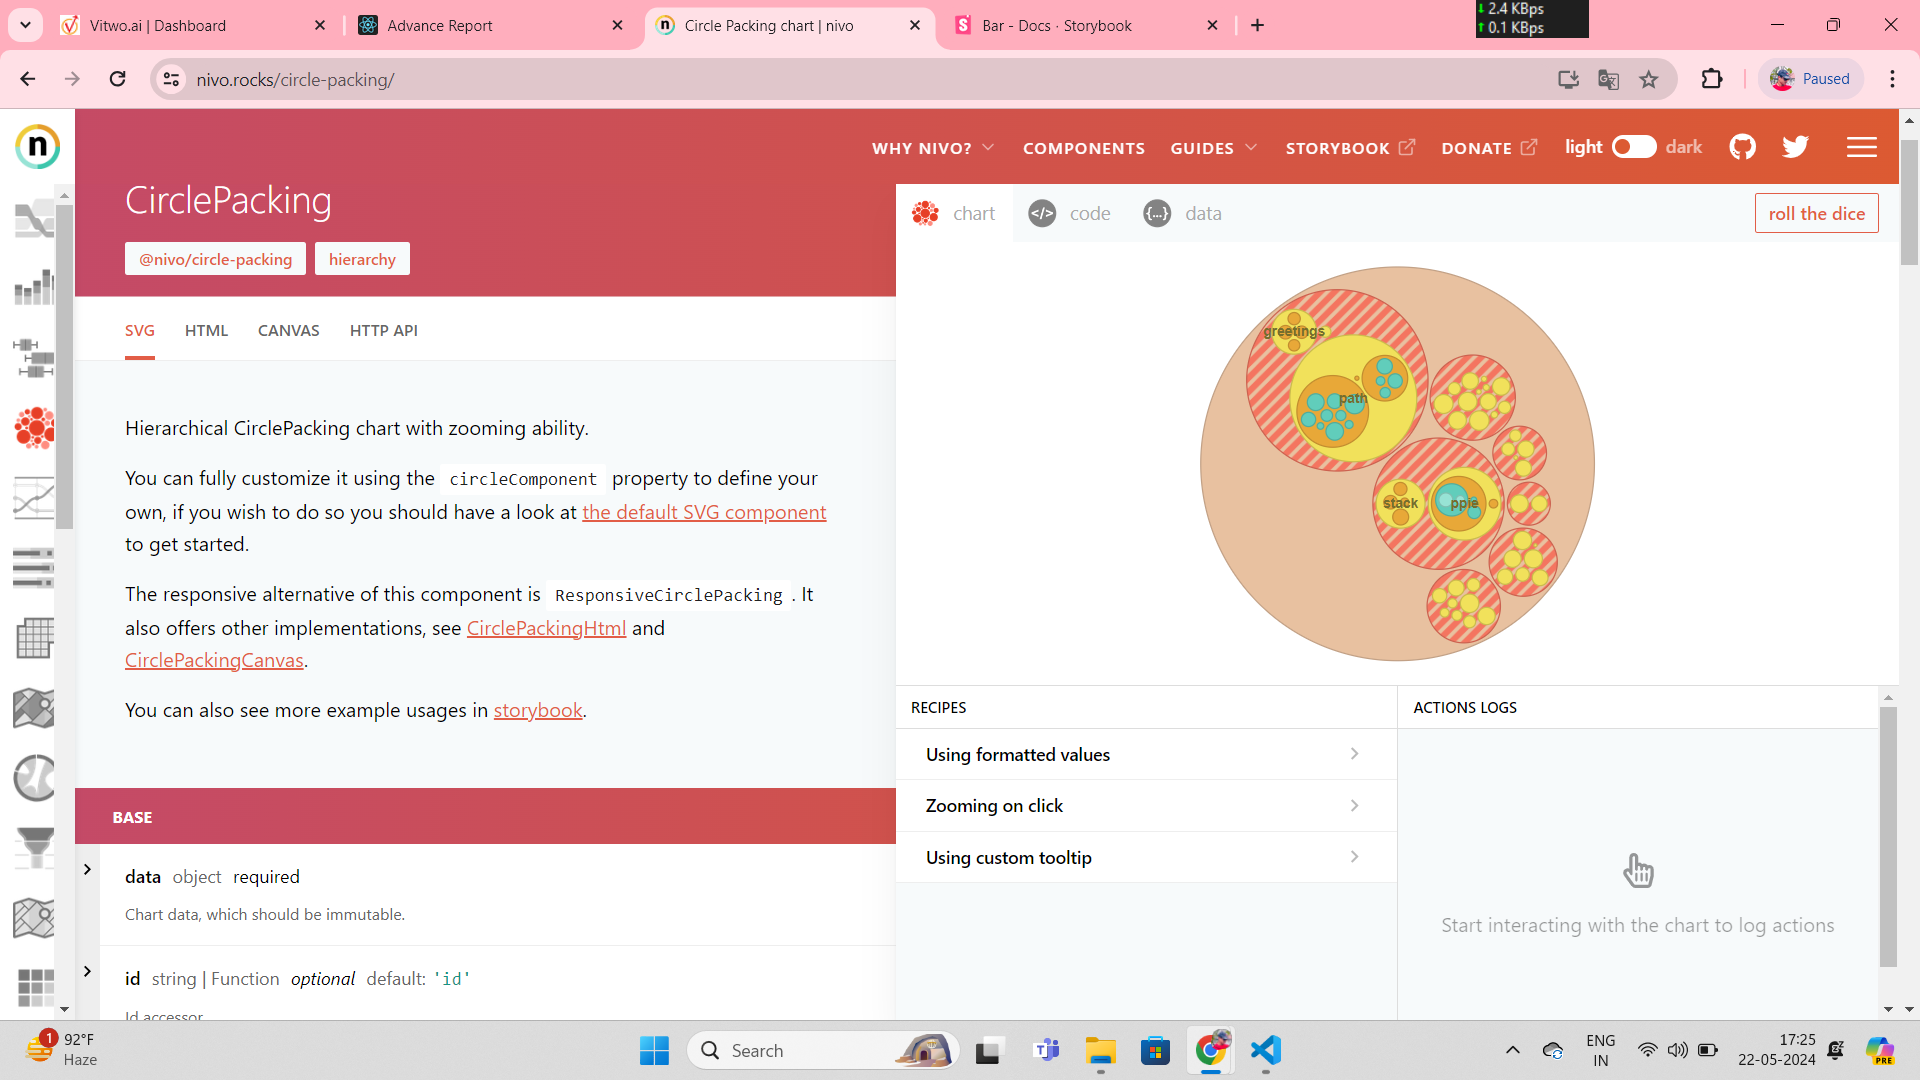 Vitwo.ai | Dashboard
Advance Report
Circle Packing chart | nivo
Bar - Docs · Storybook
2.4 KBps
0.1 KBps
nivo.rocks/circle-packing/
Paused
n
WHY NIVO?
COMPONENTS
GUIDES
STORYBOOK
DONATE
light
dark
CirclePacking
@nivo/circle-packing
hierarchy
chart
code
data
roll the dice
SVG
HTML
CANVAS
HTTP API
greetings
path
stack
ppie
Hierarchical CirclePacking chart with zooming ability.
You can fully customize it using the circleComponent property to define your
own, if you wish to do so you should have a look at the default SVG component
to get started.
The responsive alternative of this component is ResponsiveCirclePacking . It
also offers other implementations, see CirclePackingHtml and
CirclePackingCanvas.
You can also see more example usages in storybook.
RECIPES
Using formatted values
Zooming on click
Using custom tooltip
ACTIONS LOGS
Start interacting with the chart to log actions
BASE
data object required
Chart data, which should be immutable.
id string | Function optional default: 'id'
Id accessor.
1
92°F
Haze
Search
ENG
IN
17:25
22-05-2024
PRE